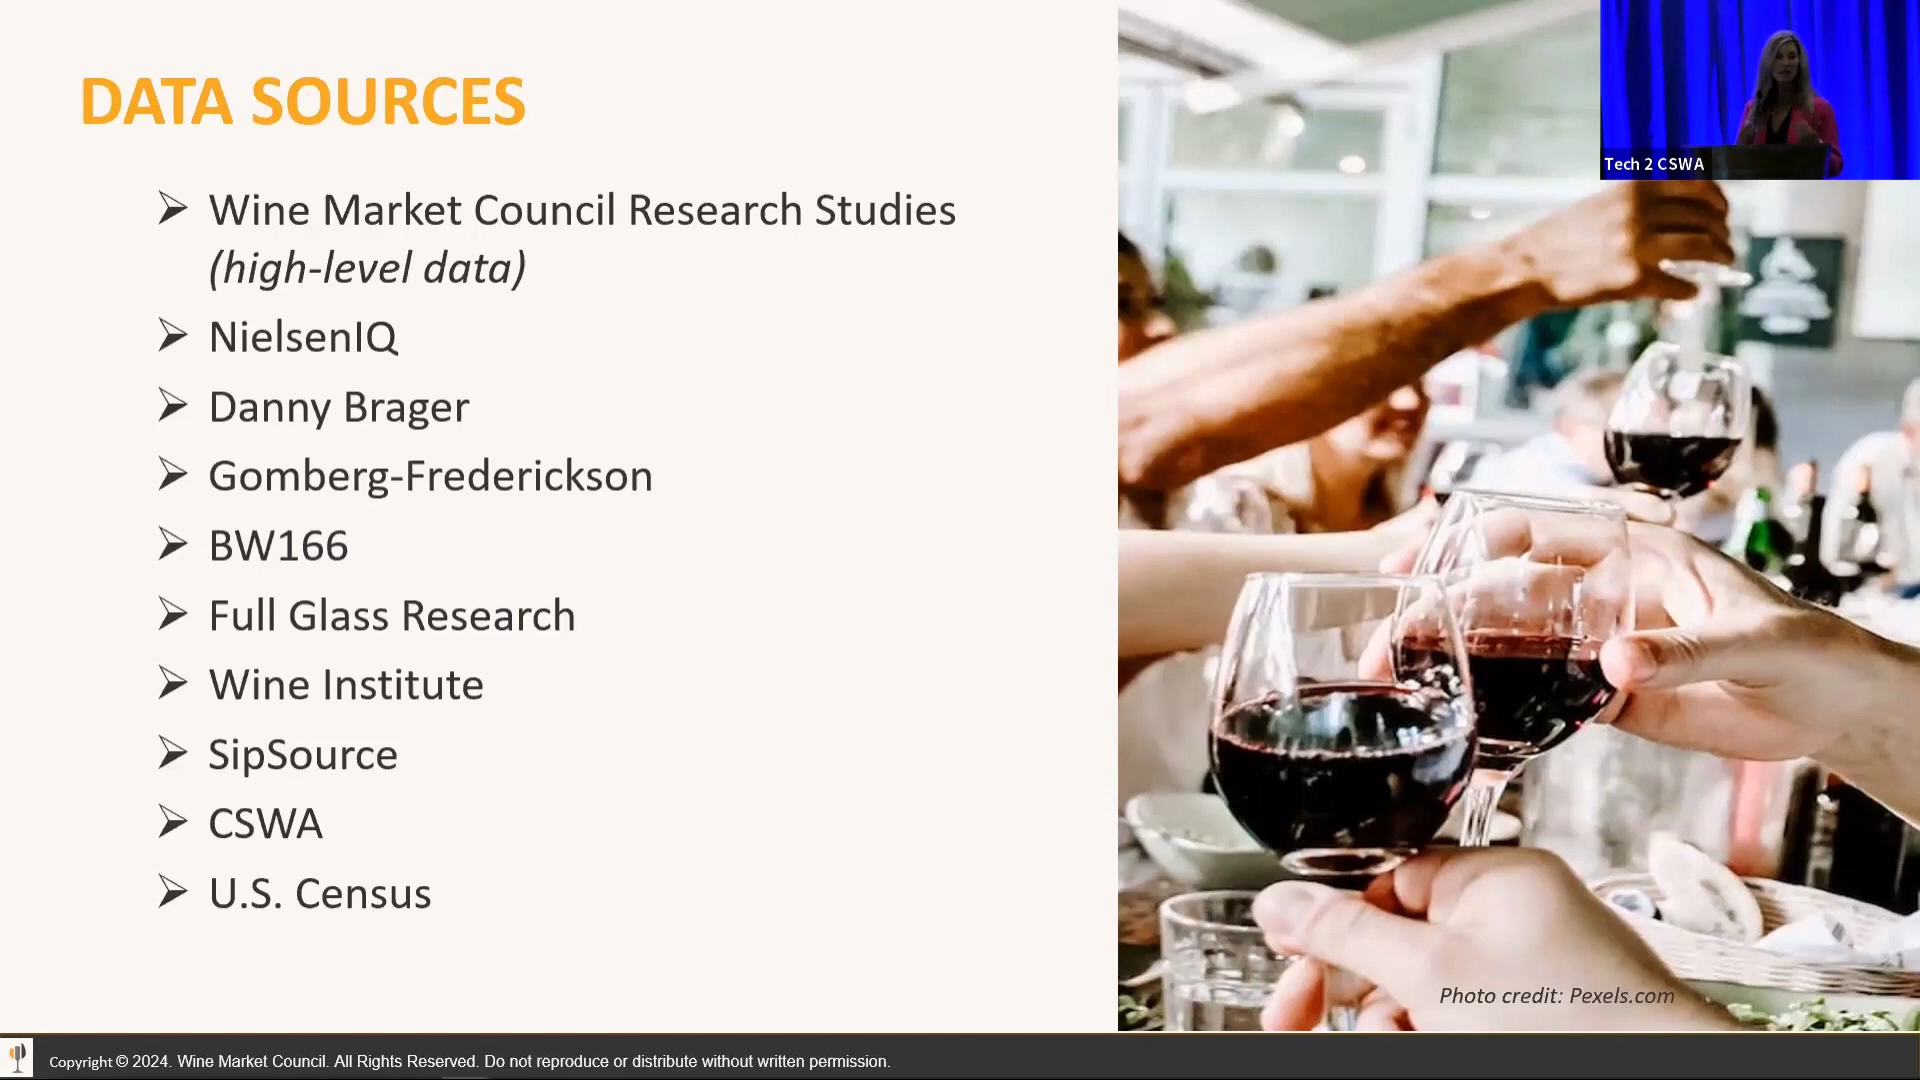 DATA SOURCES
Wine Market Council Research Studies
(high-level data)
NielsenIQ
Danny Brager
Gomberg-Frederickson
BW166
Full Glass Research
Wine Institute
SipSource
CSWA
U.S. Census
Tech 2 CSWA
Photo credit: Pexels.com
Copyright © 2024. Wine Market Council. All Rights Reserved. Do not reproduce or distribute without written permission.